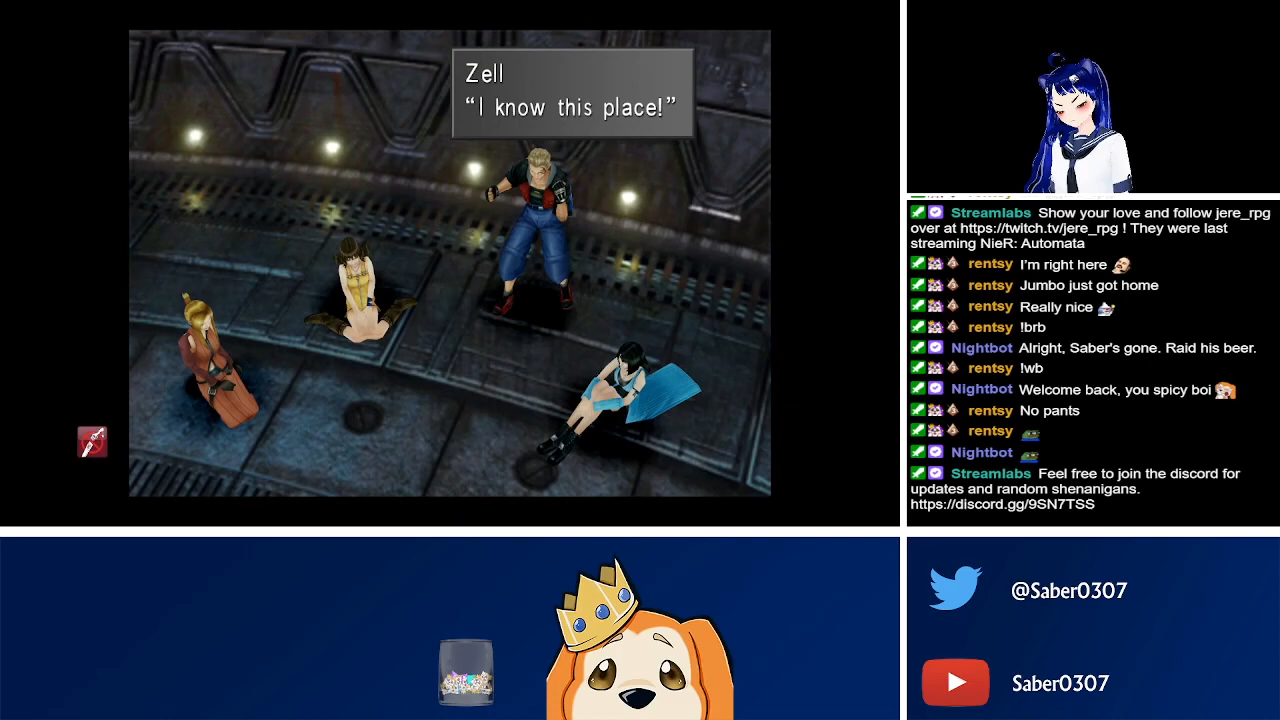 Zell
“I know this place!”
Streamlabs Show your love and follow jere_rpg
over at https://twitch.tv/jere_rpg ! They were last
streaming NieR: Automata
rentsy I'm right here
rentsy Jumbo just got home
rentsy Really nice
rentsy !brb
Nightbot Alright, Saber's gone. Raid his beer.
rentsy !wb
Nightbot Welcome back, you spicy boi
rentsy No pants
rentsy
Nightbot
Streamlabs Feel free to join the discord for
updates and random shenanigans.
https://discord.gg/9SN7TSS
@Saber0307
Saber0307